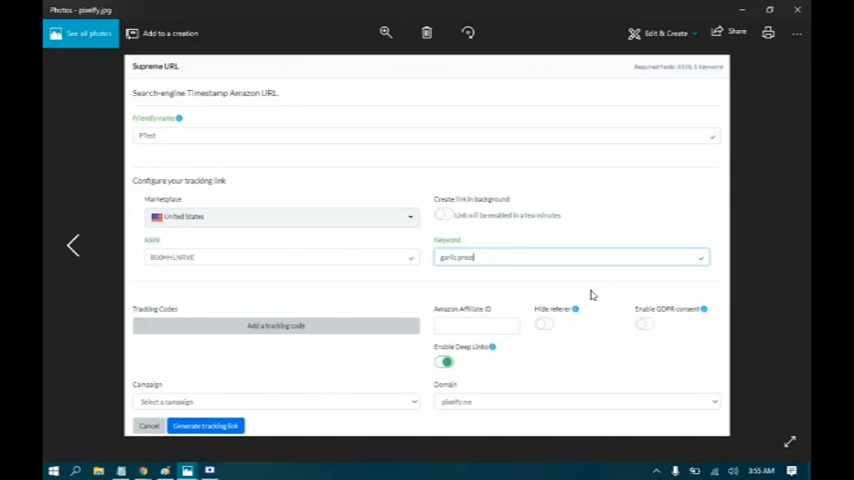 Photos - pixelfy.jpg
See all photos
Add to a creation
Edit & Create
Share
Supreme URL
Required fields: ASIN, 1 Keyword
Search-engine Timestamp Amazon URL.
Friendly name
PTest
Configure your tracking link
Marketplace
Create link in background
United States
Link will be enabled in a few minutes
ASIN
Keyword
B00HHLNRVE
garlic press
Tracking Codes
Amazon Affiliate ID
Hide referer
Enable GDPR consent
Add a tracking code
Enable Deep Links
Campaign
Domain
Select a campaign
pixelfy me
Cancel
Generate tracking link
3:55 AM